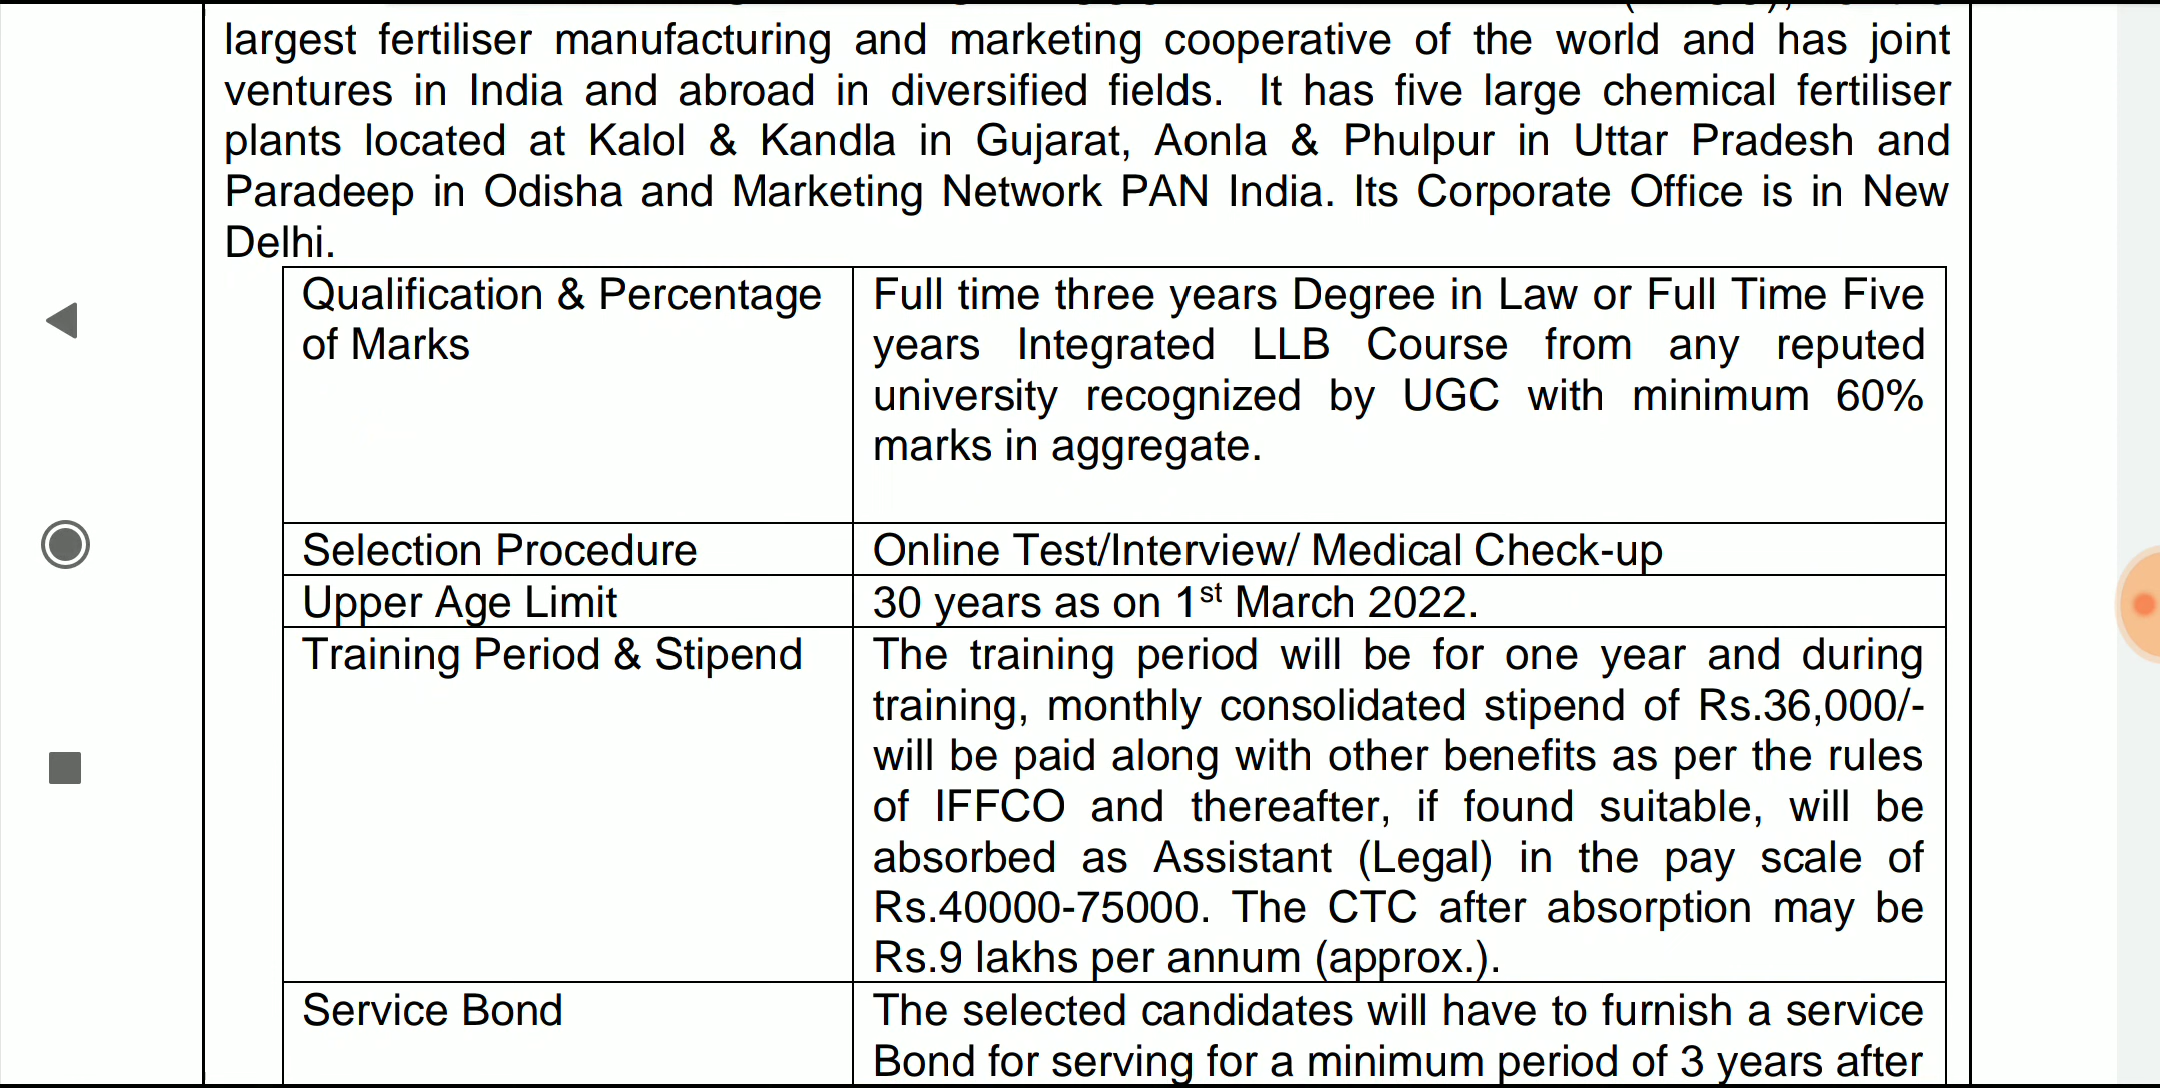 largest fertiliser manufacturing and marketing cooperative of the world and has joint
ventures in India and abroad in diversified fields. It has five large chemical fertiliser
plants located at Kalol & Kandla in Gujarat, Aonla & Phulpur in Uttar Pradesh and
Paradeep in Odisha and Marketing Network PAN India. Its Corporate Office is in New
Delhi.
Qualification & Percentage
of Marks
Full time three years Degree in Law or Full Time Five
years Integrated LLB Course from any reputed
university recognized by UGC with minimum 60%
marks in aggregate.
Selection Procedure
Online Test/Interview/ Medical Check-up
Upper Age Limit
30 years as on 1st March 2022.
Training Period & Stipend
The training period will be for one year and during
training, monthly consolidated stipend of Rs.36,000/-
will be paid along with other benefits as per the rules
of IFFCO and thereafter, if found suitable, will be
absorbed as Assistant (Legal) in the pay scale of
Rs.40000-75000. The CTC after absorption may be
Rs.9 lakhs per annum (approx.).
Service Bond
The selected candidates will have to furnish a service
Bond for serving for a minimum period of 3 years after